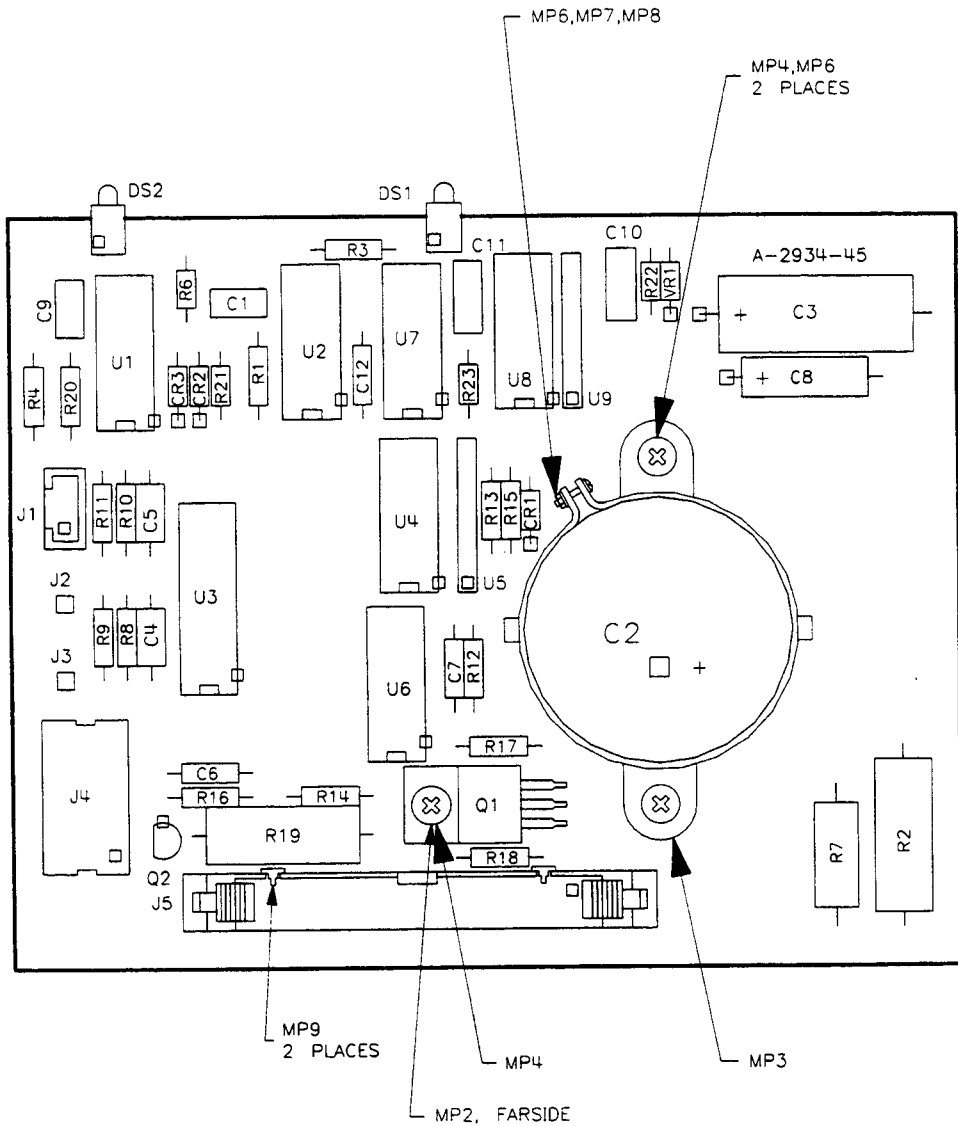 MP6,MP7,MP8
MP4,MP6
2 PLACES
DS2
DS1
C10
R3
C11
A-2934-45
R6
R22
VR1
C9
C1
C3
U1
U2
U7
R1
C12
U8
C8
R4
R20
CR3
CR2
R21
R23
U9
J1
R11
R10
C5
U4
R13
R15
CR1
J2
U3
U5
R9
R8
C4
C2
+
+
+
J3
U6
C7
R12
R17
C6
J4
R16
R14
Q1
R19
R7
R2
R18
Q2
J5
MP9
2 PLACES
MP4
MP3
MP2, FARSIDE